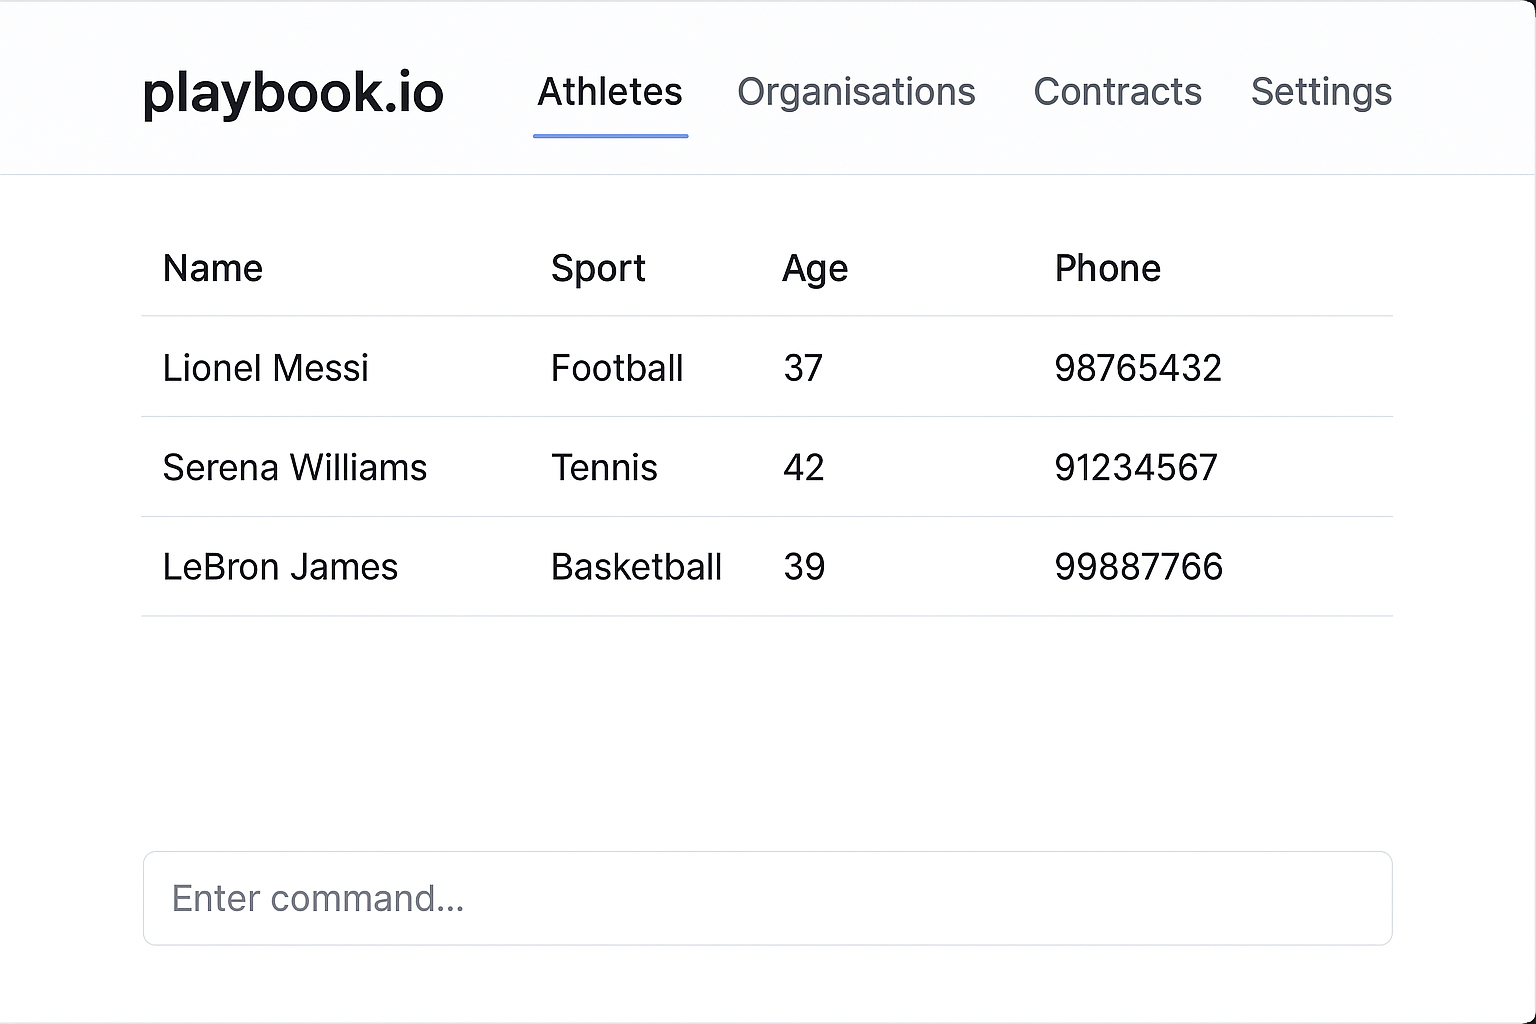 playbook.io Athletes Organisations Contracts Settings
Name Sport Age Phone
Lionel Messi Football 37 98765432
Serena Williams Tennis 42 91234567
LeBron James Basketball 39 99887766
Enter command...